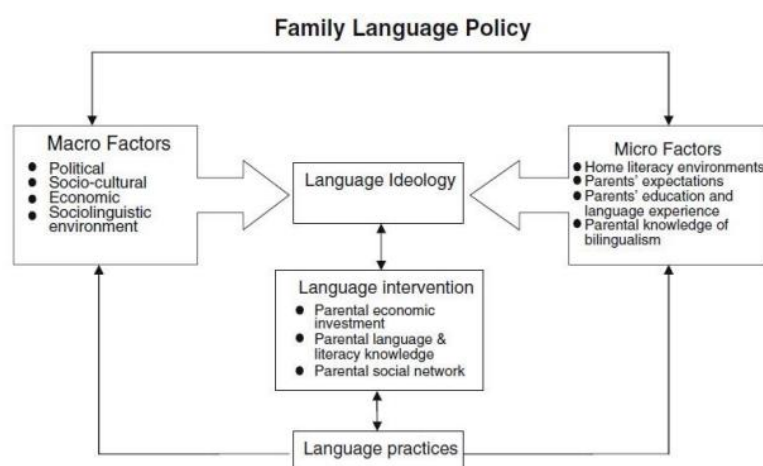 Family Language Policy
Macro Factors
● Political
● Socio-cultural
● Economic
● Sociolinguistic
environment
Language Ideology
Micro Factors
● Home literacy environments
● Parents' expectations
● Parents' education and
language experience
● Parental knowledge of
bilingualism
Language intervention
● Parental economic
investment
● Parental language &
literacy knowledge
● Parental social network
Language practices